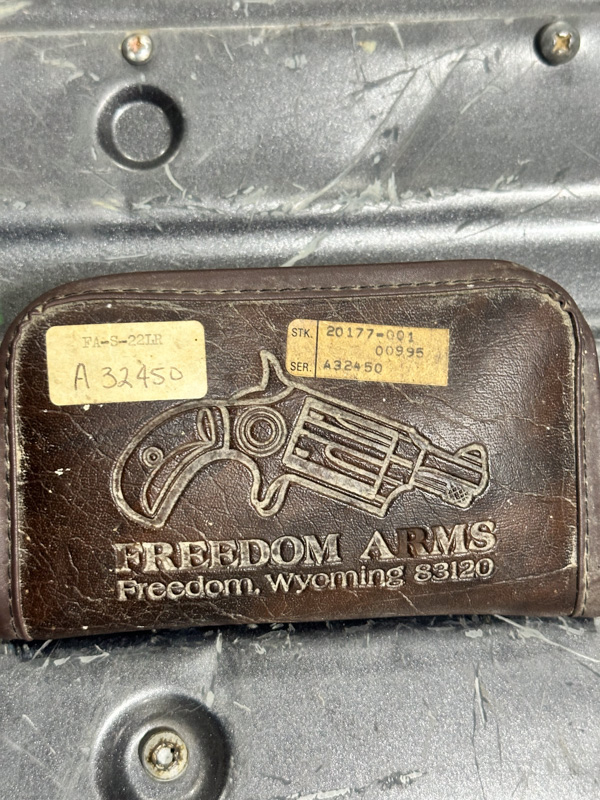 FA-S-22LR
A 32450
STK. 20177-001
00995
SER. A32450
FREEDOM ARMS
Freedom, Wyoming 83120